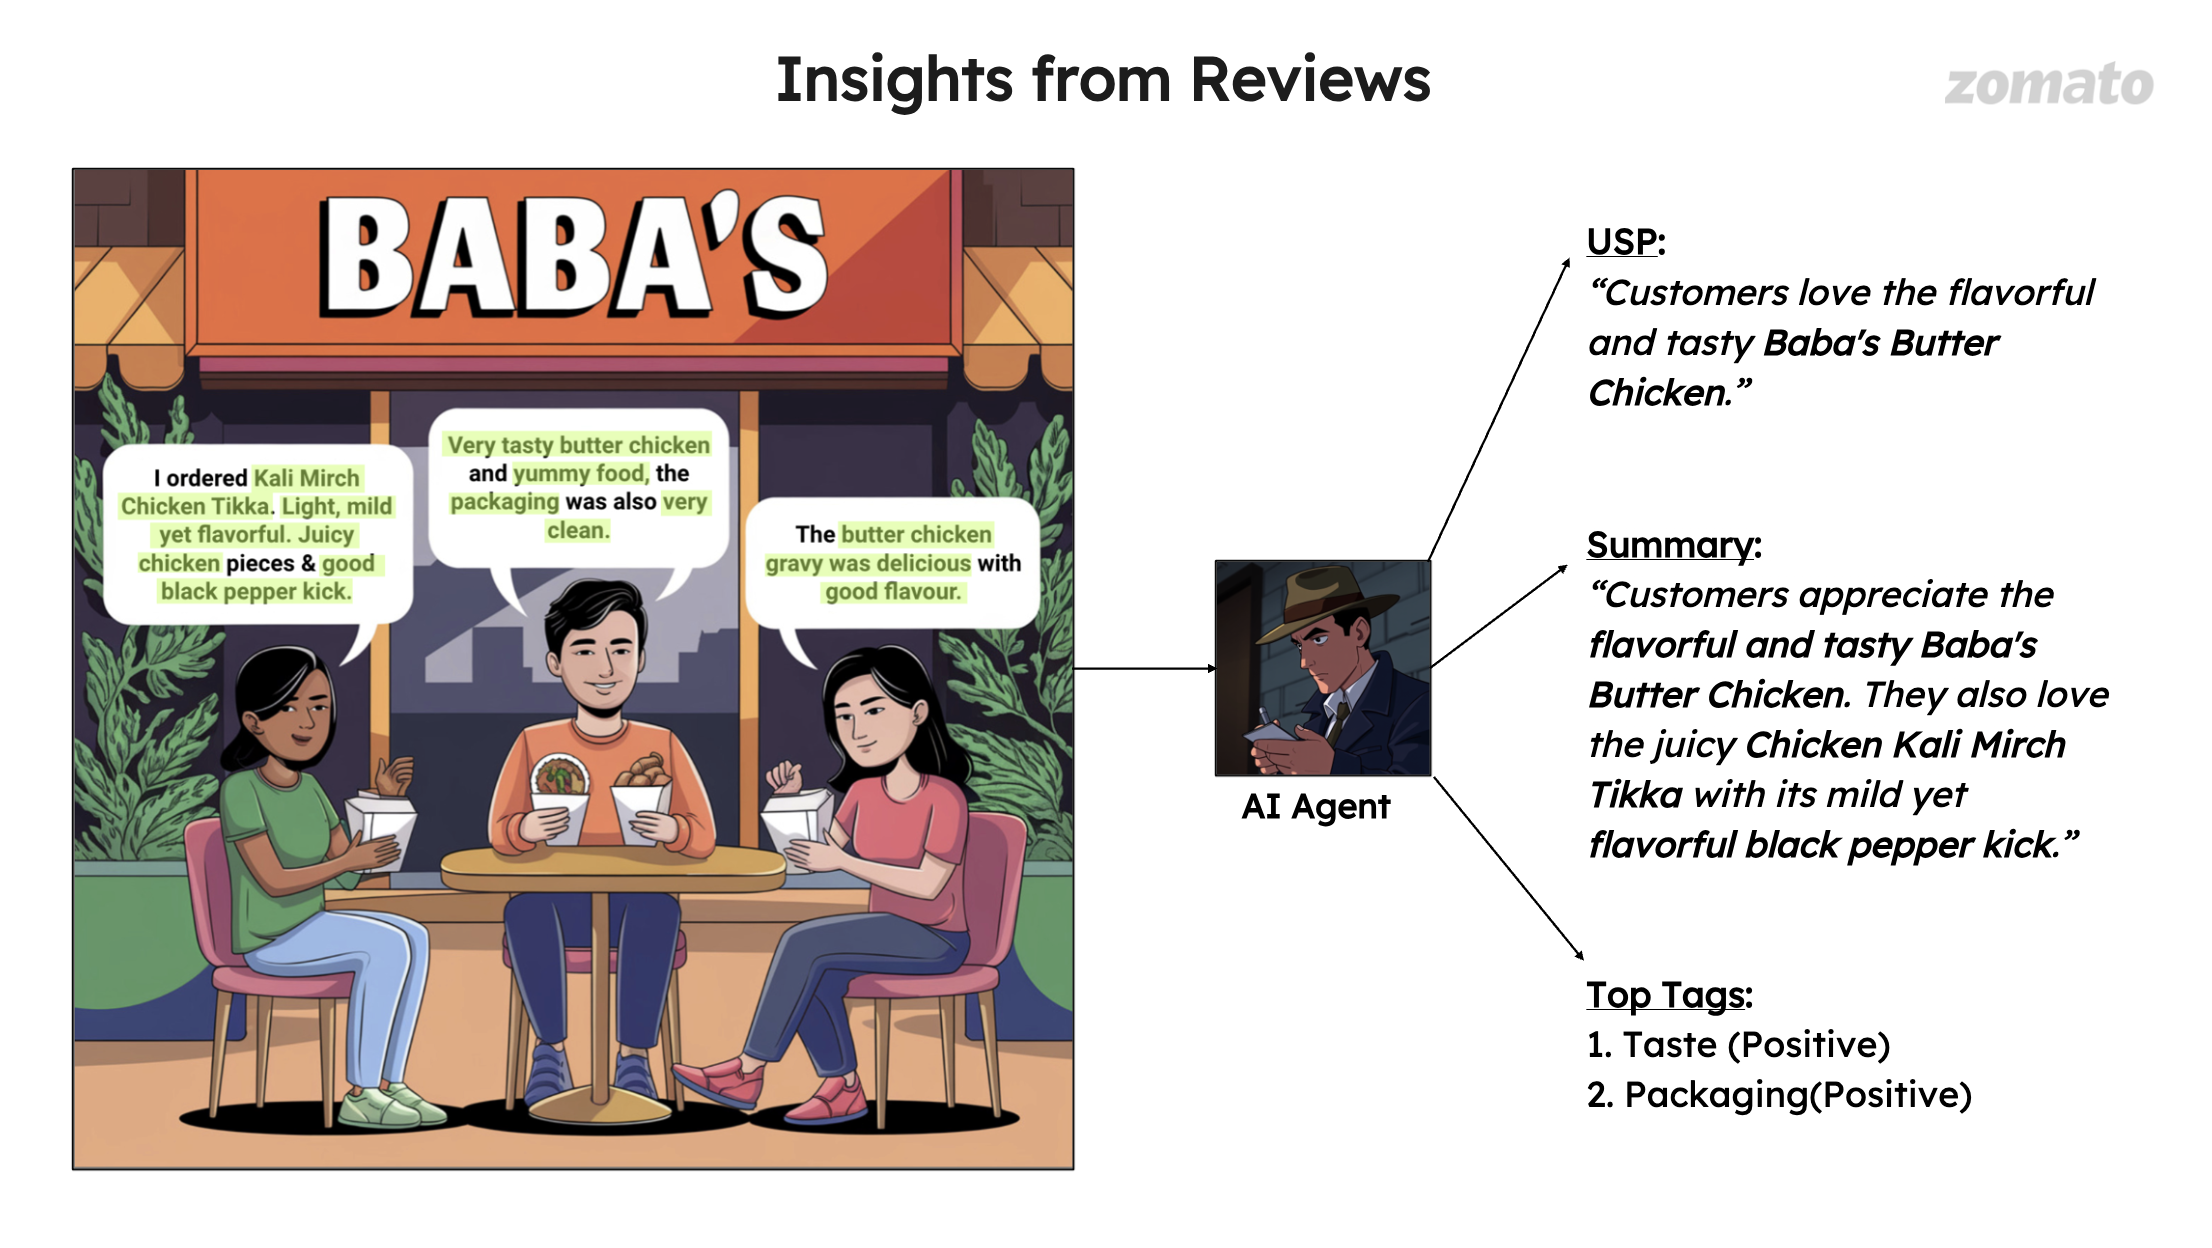 Insights from Reviews
zomato
BABA'S
I ordered Kali Mirch
Chicken Tikka. Light, mild
yet flavorful. Juicy
chicken pieces & good
black pepper kick.
Very tasty butter chicken
and yummy food, the
packaging was also very
clean.
The butter chicken
gravy was delicious with
good flavour.
AI Agent
USP:
“Customers love the flavorful
and tasty Baba's Butter
Chicken.”
Summary:
“Customers appreciate the
flavorful and tasty Baba's
Butter Chicken. They also love
the juicy Chicken Kali Mirch
Tikka with its mild yet
flavorful black pepper kick.”
Top Tags:
1. Taste (Positive)
2. Packaging(Positive)